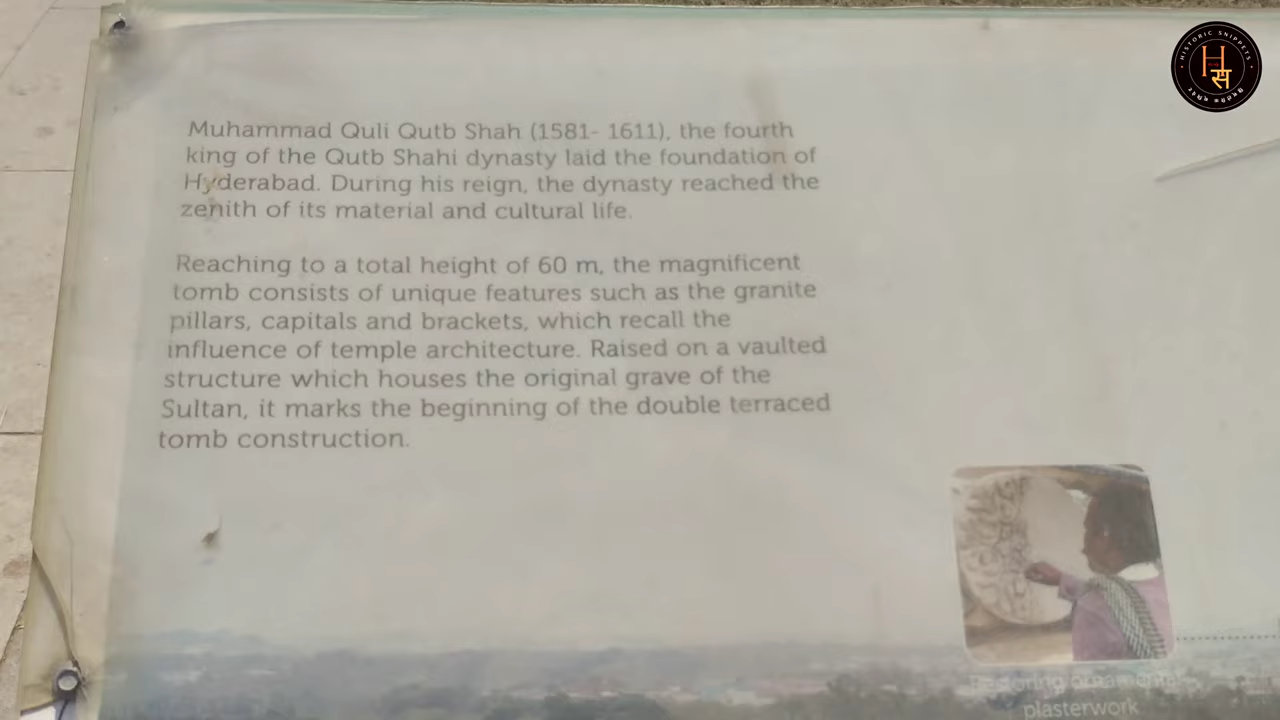 HISTORIC SNIPPETS
H
स
Muhammad Quli Qutb Shah (1581- 1611), the fourth
king of the Qutb Shahi dynasty laid the foundation of
Hyderabad. During his reign, the dynasty reached the
zenith of its material and cultural life.
Reaching to a total height of 60 m, the magnificent
tomb consists of unique features such as the granite
pillars, capitals and brackets, which recall the
influence of temple architecture. Raised on a vaulted
structure which houses the original grave of the
Sultan, it marks the beginning of the double terraced
tomb construction.
Restoring ornamental
plasterwork